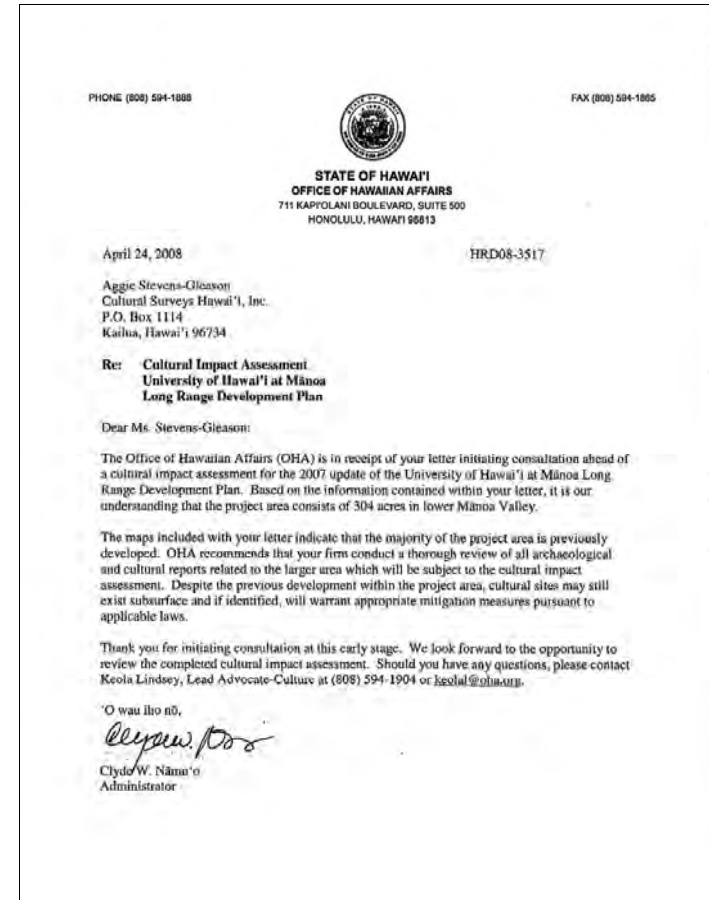 PHONE (808) 594-1888
FAX (808) 594-1865
STATE OF HAWAI'I
OFFICE OF HAWAIIAN AFFAIRS
711 KAPI'OLANI BOULEVARD, SUITE 500
HONOLULU, HAWAI'I 96813
April 24, 2008
HRD08-3517
Aggie Stevens-Gleason
Cultural Surveys Hawai'i, Inc.
P.O. Box 1114
Kailua, Hawai'i 96734
Re: Cultural Impact Assessment
University of Hawai'i at Mānoa
Long Range Development Plan
Dear Ms. Stevens-Gleason:
The Office of Hawaiian Affairs (OHA) is in receipt of your letter initiating consultation ahead of
a cultural impact assessment for the 2007 update of the University of Hawai'i at Mānoa Long
Range Development Plan. Based on the information contained within your letter, it is our
understanding that the project area consists of 304 acres in lower Mānoa Valley.
The maps included with your letter indicate that the majority of the project area is previously
developed. OHA recommends that your firm conduct a thorough review of all archaeological
and cultural reports related to the larger area which will be subject to the cultural impact
assessment. Despite the previous development within the project area, cultural sites may still
exist subsurface and if identified, will warrant appropriate mitigation measures pursuant to
applicable laws.
Thank you for initiating consultation at this early stage. We look forward to the opportunity to
review the completed cultural impact assessment. Should you have any questions, please contact
Keola Lindsey, Lead Advocate-Culture at (808) 594-1904 or keolal@oha.org.
'O wau iho nō,
Clyde W. Nāmu'o
Administrator